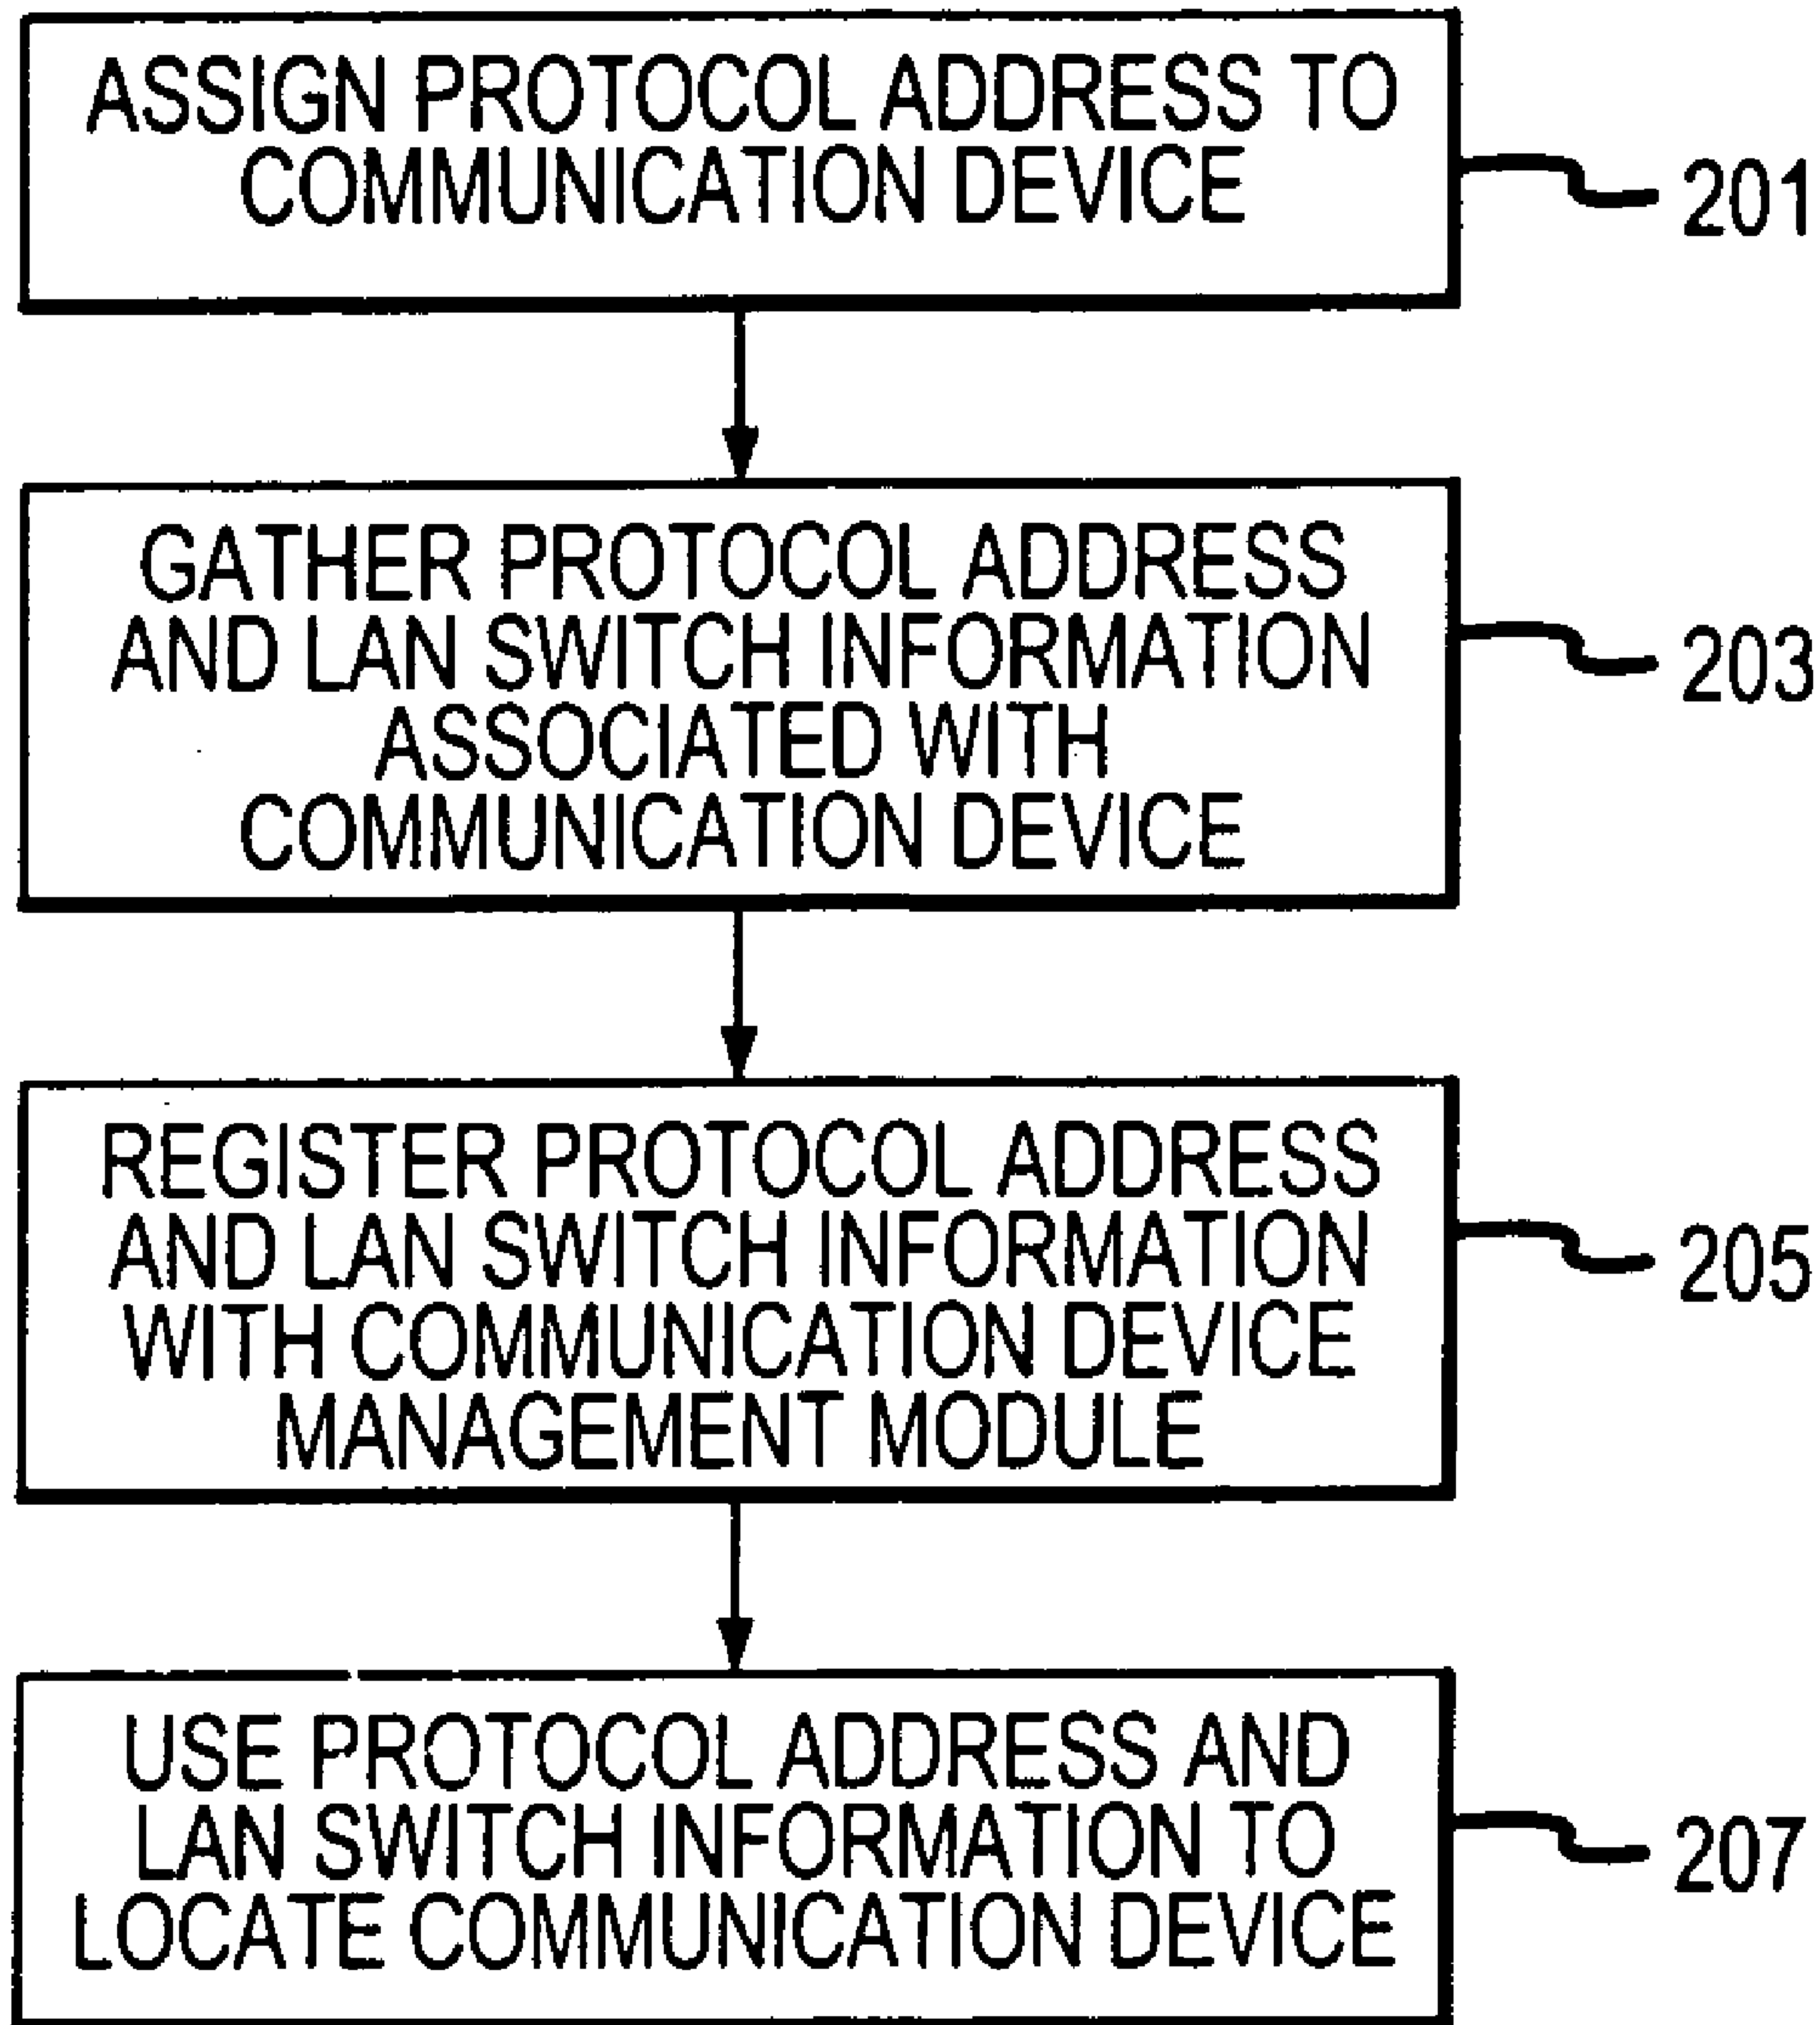 ASSIGN PROTOCOL ADDRESS TO
COMMUNICATION DEVICE
201
GATHER PROTOCOL ADDRESS
AND LAN SWITCH INFORMATION
ASSOCIATED WITH
COMMUNICATION DEVICE
203
REGISTER PROTOCOL ADDRESS
AND LAN SWITCH INFORMATION
WITH COMMUNICATION DEVICE
MANAGEMENT MODULE
205
USE PROTOCOL ADDRESS AND
LAN SWITCH INFORMATION TO
LOCATE COMMUNICATION DEVICE
207